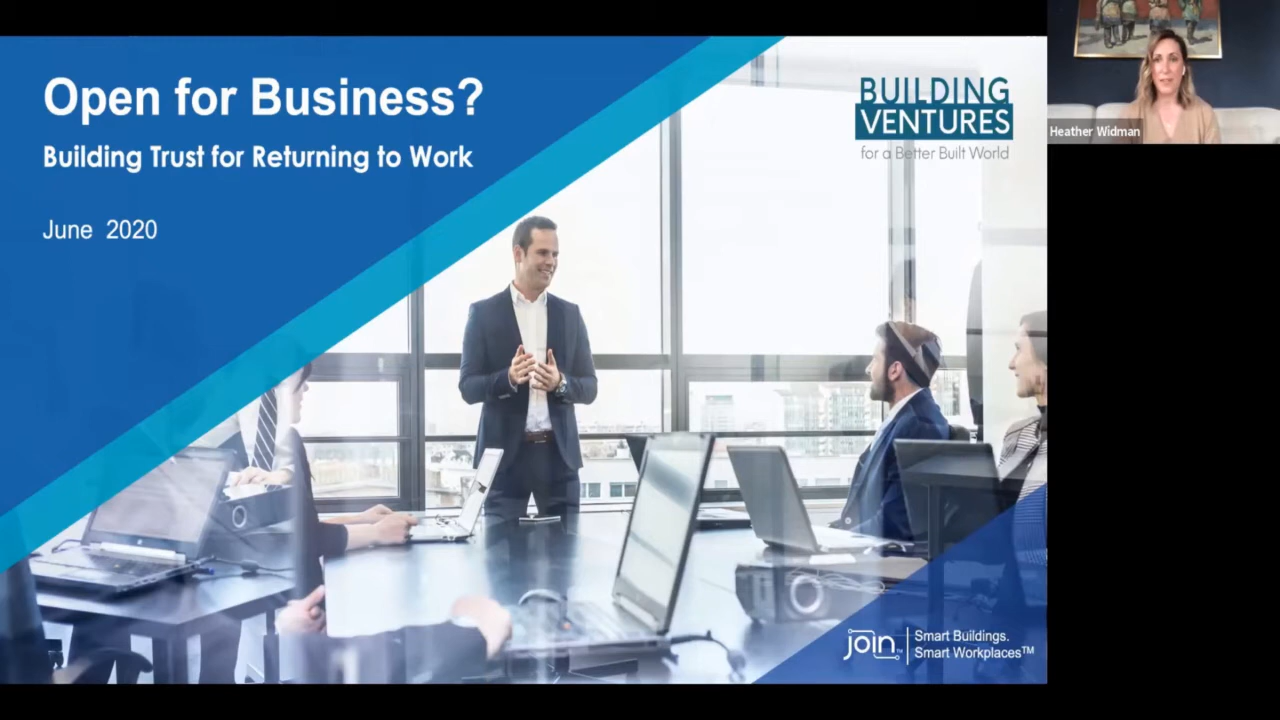 Open for Business?
Building Trust for Returning to Work
June 2020
BUILDING
VENTURES
for a Better Built World
Heather Widman
join™
Smart Buildings.
Smart Workplaces™